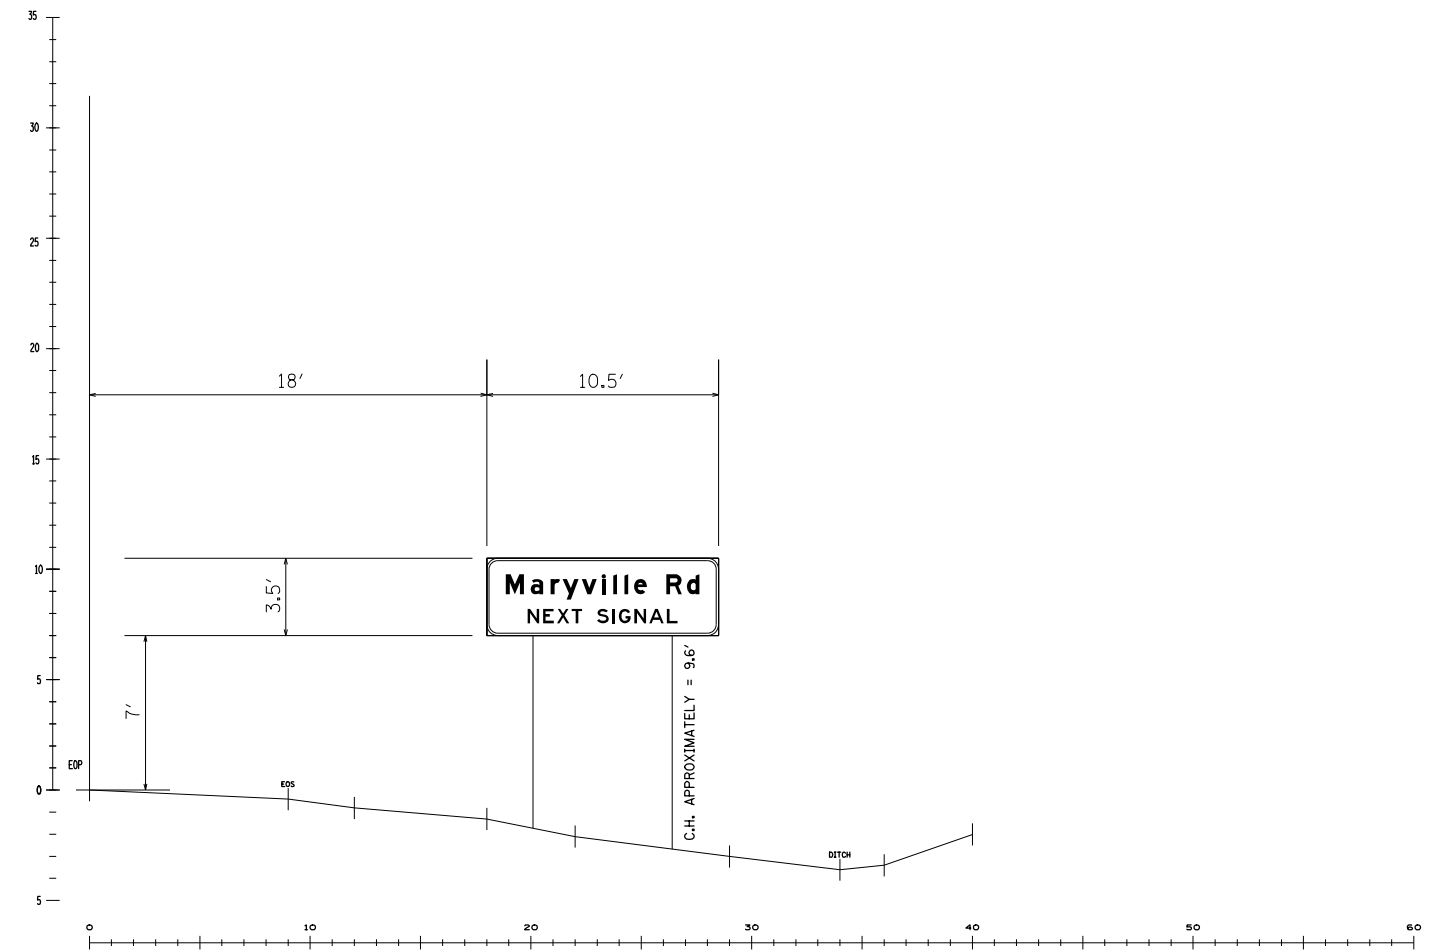 35
30
25
20
15
10
5
0
5
18′
10.5′
3.5′
7′
Maryville Rd
NEXT SIGNAL
C.H. APPROXIMATELY = 9.6′
EOP
EOS
DITCH
0 10 20 30 40 50 60